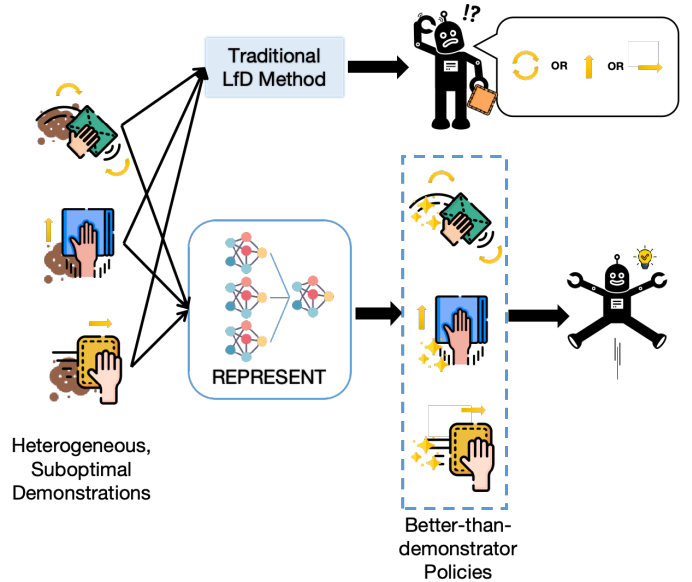 Traditional
LfD Method
!?
OR
OR
REPRESENT
Heterogeneous,
Suboptimal
Demonstrations
Better-than-
demonstrator
Policies